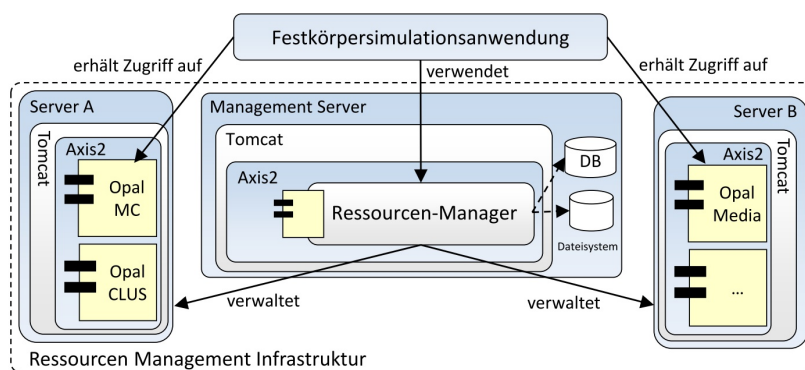 Festkörpersimulationsanwendung
erhält Zugriff auf
verwendet
erhält Zugriff auf
Server A
Tomcat
Axis2
Opal
MC
Opal
CLUS
Management Server
Tomcat
Axis2
Ressourcen-Manager
DB
Dateisystem
Server B
Tomcat
Axis2
Opal
Media
...
verwaltet
verwaltet
Ressourcen Management Infrastruktur